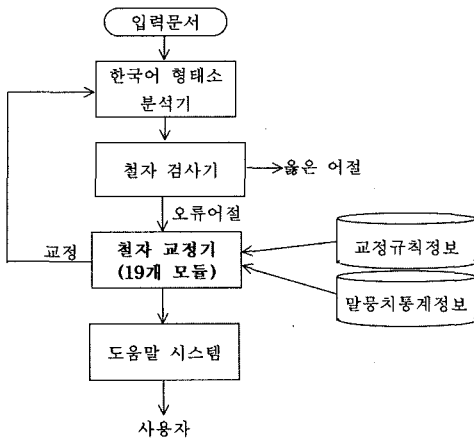 입력문서
한국어 형태소
분석기
철자 검사기
옳은 어절
오류어절
교정
철자 교정기
(19개 모듈)
교정규칙정보
말뭉치통계정보
도움말 시스템
사용자